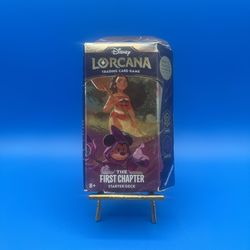 Disney
LORCANA
TRADING CARD GAME
THE
FIRST CHAPTER
8+
STARTER DECK